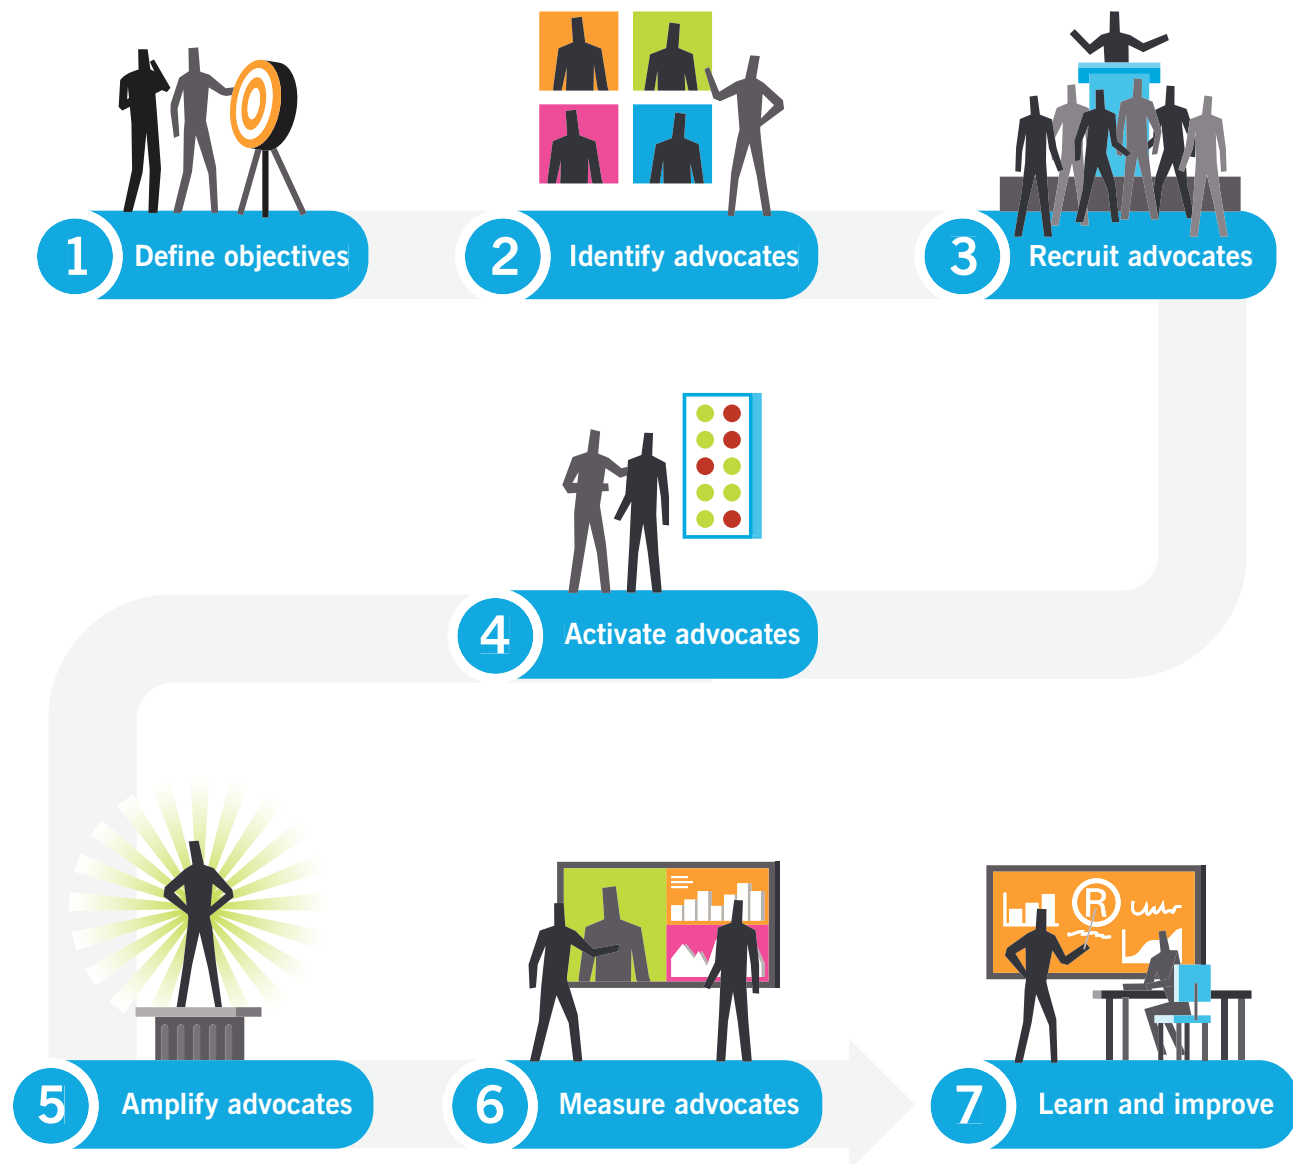 1 Define objectives
2 Identify advocates
3 Recruit advocates
4 Activate advocates
R
5 Amplify advocates
6 Measure advocates
7 Learn and improve